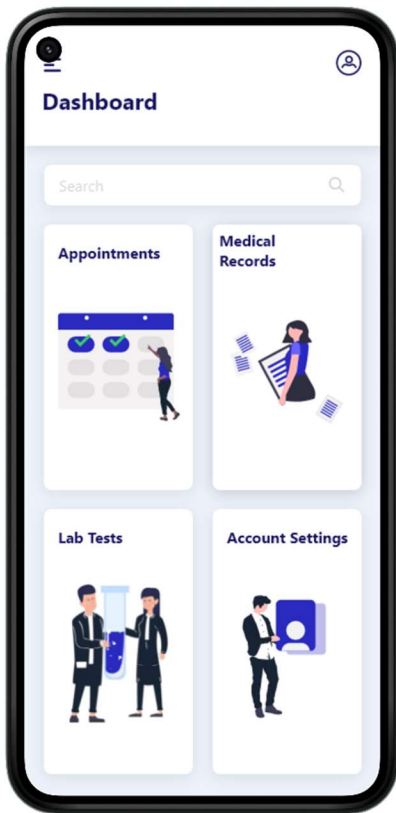 Dashboard
Search
Appointments
Medical
Records
Lab Tests
Account Settings